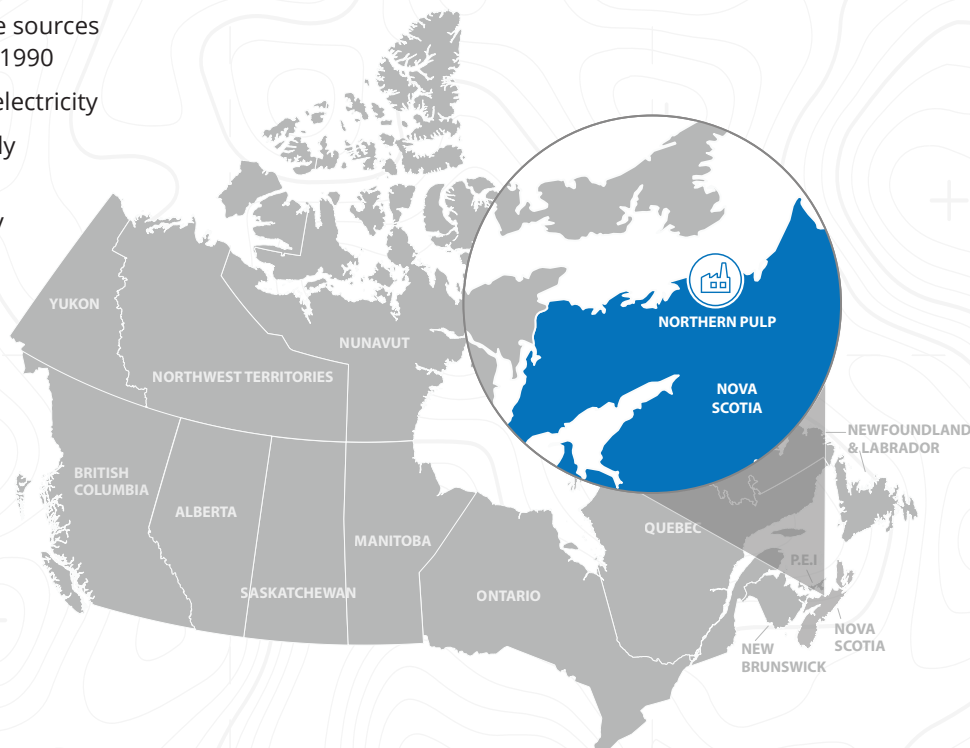 e sources
1990
electricity
ly
y
YUKON
NUNAVUT
NORTHWEST TERRITORIES
NORTHERN PULP
NOVA
SCOTIA
NEWFOUNDLAND
& LABRADOR
BRITISH
COLUMBIA
ALBERTA
QUEBEC
MANITOBA
P.E.I
SASKATCHEWAN
ONTARIO
NOVA
SCOTIA
NEW
BRUNSWICK